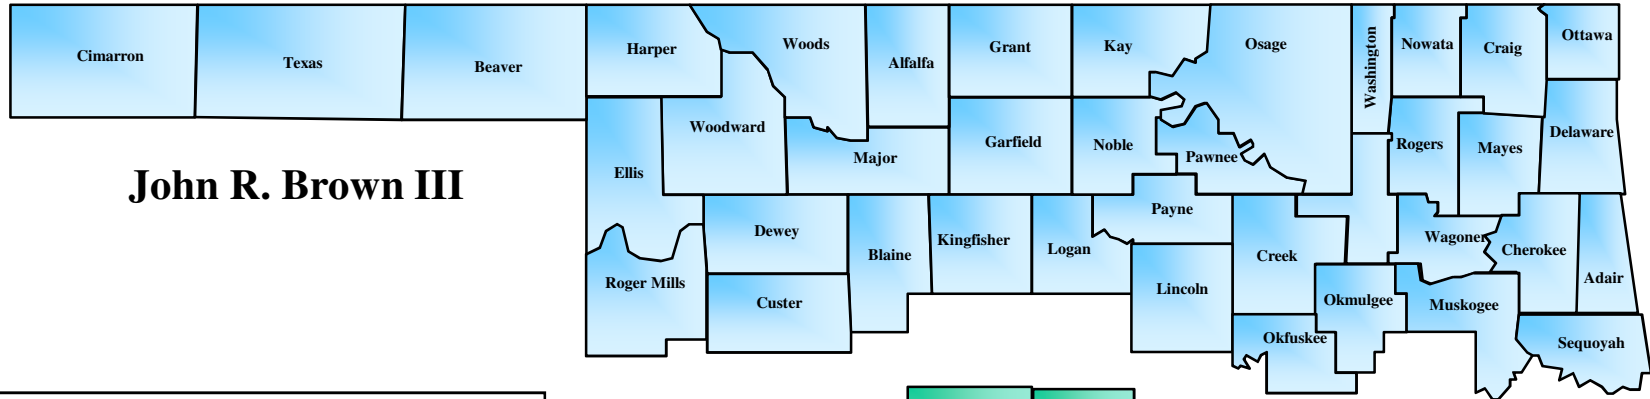 Cimarron
Texas
Beaver
Harper
Woods
Alfalfa
Grant
Kay
Osage
Washington
Nowata
Craig
Ottawa
Woodward
Ellis
Major
Garfield
Noble
Pawnee
Rogers
Mayes
Delaware
John R. Brown III
Dewey
Blaine
Kingfisher
Logan
Payne
Creek
Wagoner
Cherokee
Adair
Roger Mills
Custer
Lincoln
Okmulgee
Muskogee
Okfuskee
Sequoyah